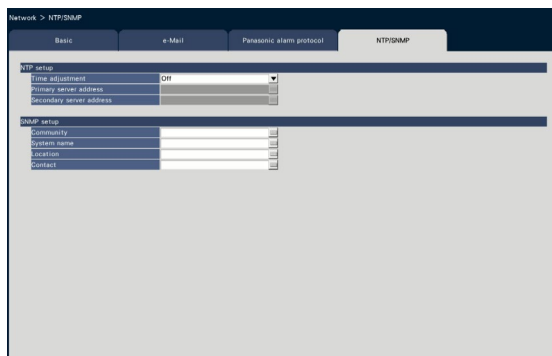 Network > NTP/SNMP
Basic e-Mail Panasonic alarm protocol NTP/SNMP
NTP setup
Time adjustment Off
Primary server address
Secondary server address
SNMP setup
Community
System name
Location
Contact